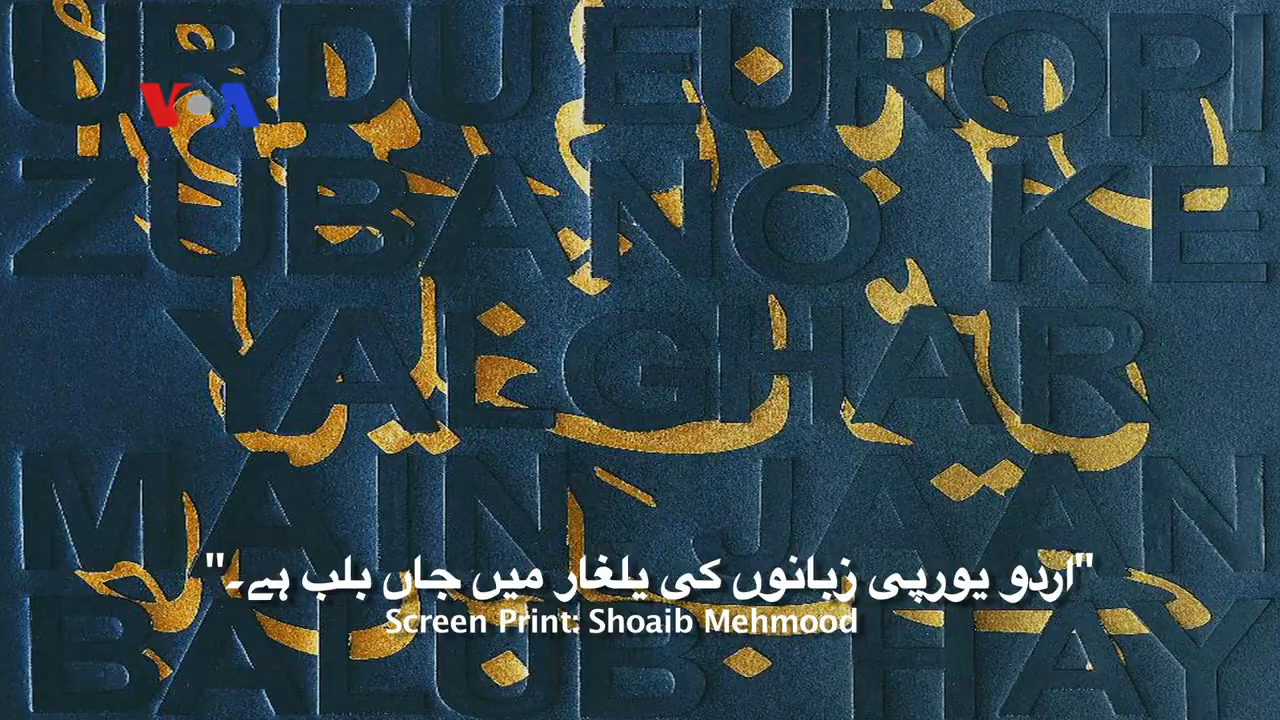 URDU EUROPI
VOA
ZUBANO KE
YALGHAR
MAIN JAAN
"اردو یورپی زبانوں کی یلغار میں جاں بلب ہے۔"
Screen Print: Shoaib Mehmood
BALUB HAY